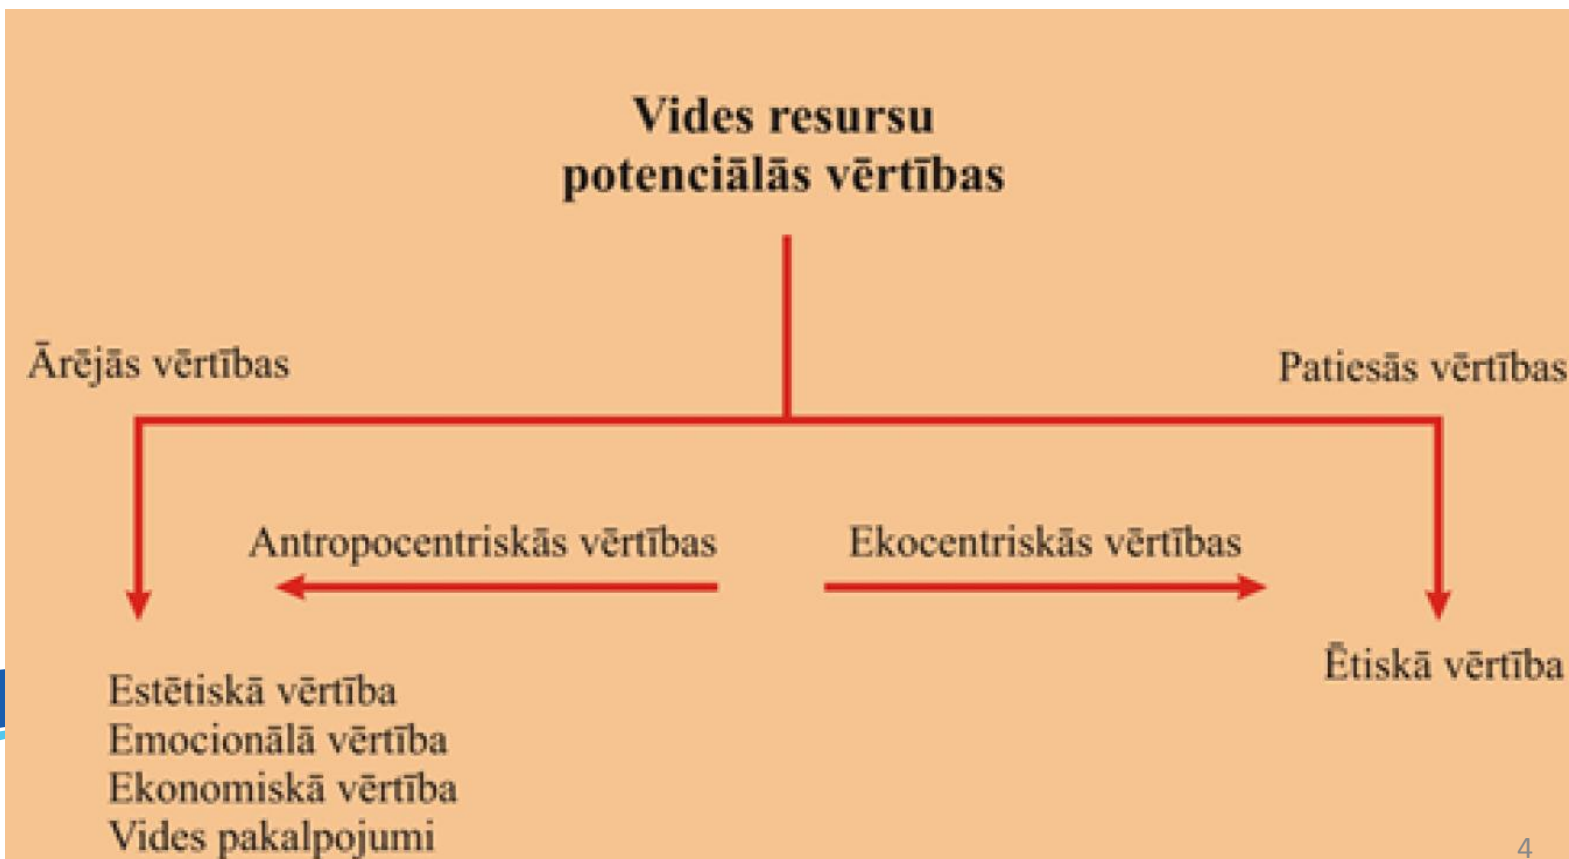 Vides resursu
potenciālās vērtības
Ārējās vērtības
Patiesās vērtības
Antropocentriskās vērtības
Ekocentriskās vērtības
Ētiskā vērtība
Estētiskā vērtība
Emocionālā vērtība
Ekonomiskā vērtība
Vides pakalpojumi
4